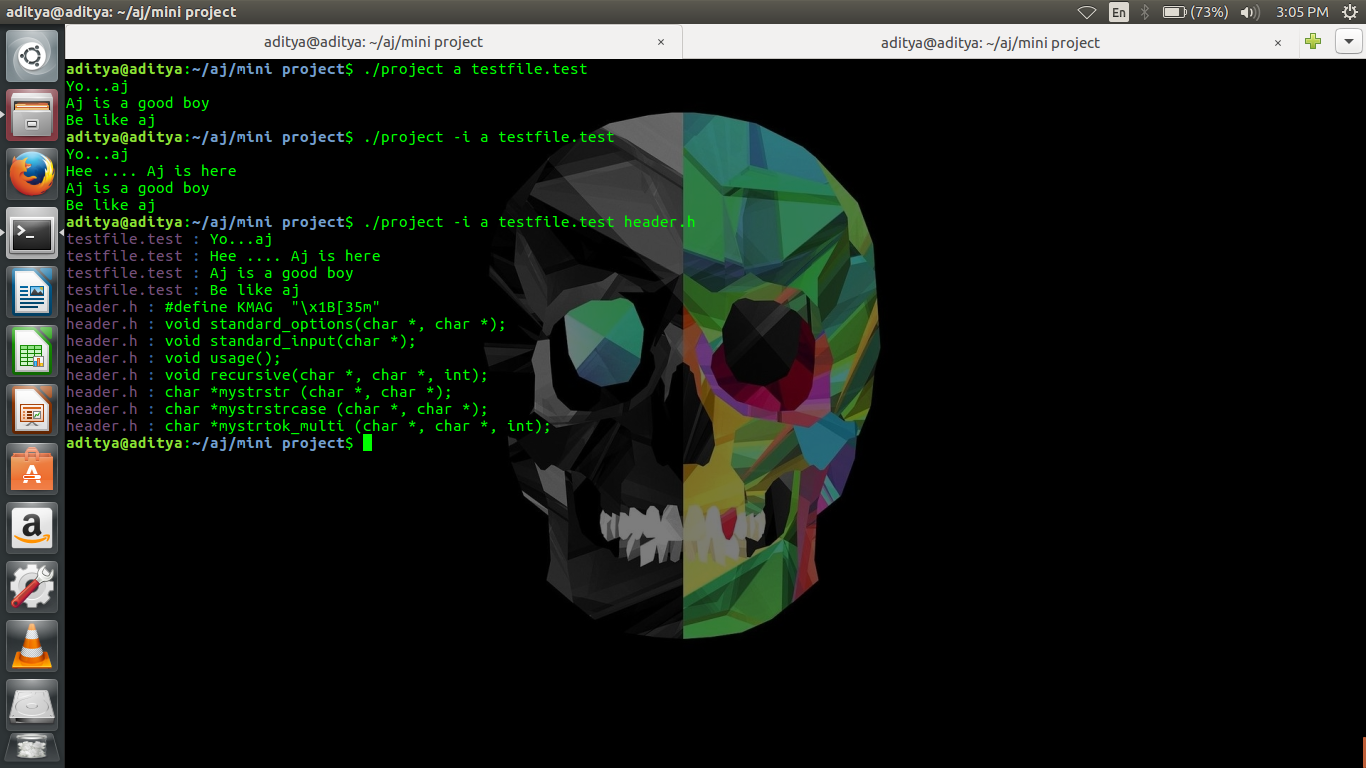 aditya@aditya: ~/aj/mini project
En
(73%)
3:05 PM
aditya@aditya: ~/aj/mini project ×
aditya@aditya: ~/aj/mini project ×
aditya@aditya:~/aj/mini project$ ./project a testfile.test
Yo...aj
Aj is a good boy
Be like aj
aditya@aditya:~/aj/mini project$ ./project -i a testfile.test
Yo...aj
Hee .... Aj is here
Aj is a good boy
Be like aj
aditya@aditya:~/aj/mini project$ ./project -i a testfile.test header.h
testfile.test : Yo...aj
testfile.test : Hee .... Aj is here
testfile.test : Aj is a good boy
testfile.test : Be like aj
header.h : #define KMAG  "\x1B[35m"
header.h : void standard_options(char *, char *);
header.h : void standard_input(char *);
header.h : void usage();
header.h : void recursive(char *, char *, int);
header.h : char *mystrstr (char *, char *);
header.h : char *mystrstrcase (char *, char *);
header.h : char *mystrtok_multi (char *, char *, int);
aditya@aditya:~/aj/mini project$